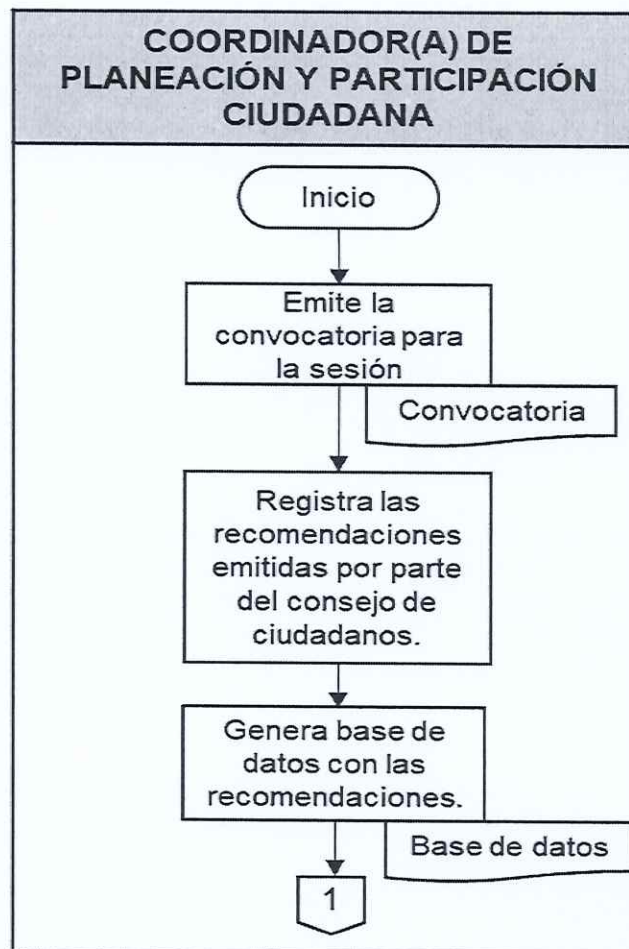 COORDINADOR(A) DE
PLANEACIÓN Y PARTICIPACIÓN
CIUDADANA
Inicio
Emite la
convocatoria para
la sesión
Convocatoria
Registra las
recomendaciones
emitidas por parte
del consejo de
ciudadanos.
Genera base de
datos con las
recomendaciones.
Base de datos
1